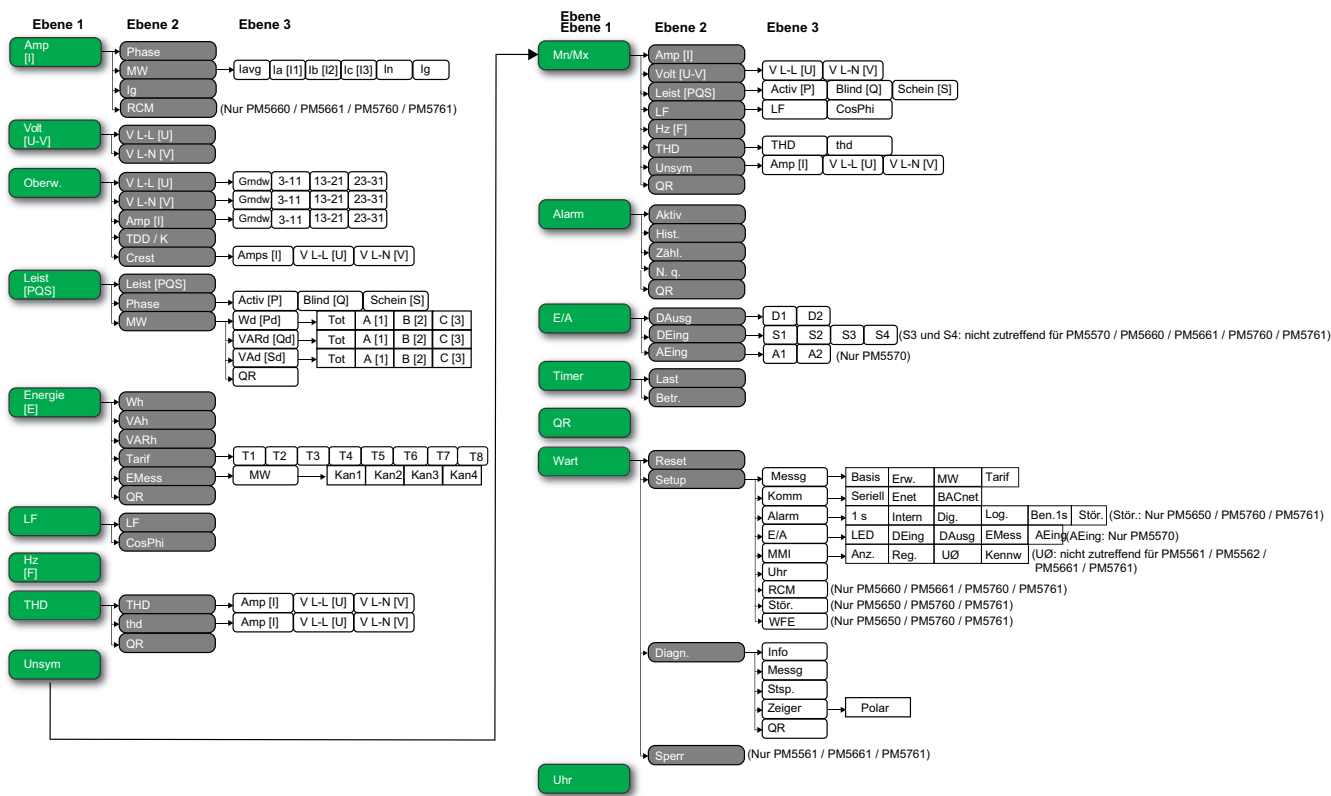 Ebene 1 Ebene 2 Ebene 3
Amp
[I]
Phase
MW
Iavg Ia [I1] Ib [I2] Ic [I3] In Ig
Ig
RCM (Nur PM5660 / PM5661 / PM5760 / PM5761)
Volt
[U-V]
V L-L [U]
V L-N [V]
Oberw.
V L-L [U] Grndw 3-11 13-21 23-31
V L-N [V] Grndw 3-11 13-21 23-31
Amp [I] Grndw 3-11 13-21 23-31
TDD / K
Crest Amps [I] V L-L [U] V L-N [V]
Leist
[PQS]
Leist [PQS]
Phase Activ [P] Blind [Q] Schein [S]
MW Wd [Pd] Tot A [1] B [2] C [3]
VARd [Qd] Tot A [1] B [2] C [3]
VAd [Sd] Tot A [1] B [2] C [3]
QR
Energie
[E]
Wh
VAh
VARh
Tarif T1 T2 T3 T4 T5 T6 T7 T8
EMess MW Kan1 Kan2 Kan3 Kan4
QR
LF
LF
CosPhi
Hz
[F]
THD
THD Amp [I] V L-L [U] V L-N [V]
thd Amp [I] V L-L [U] V L-N [V]
QR
Unsym
Ebene
Ebene 1 Ebene 2 Ebene 3
Mn/Mx
Amp [I]
Volt [U-V] V L-L [U] V L-N [V]
Leist [PQS] Activ [P] Blind [Q] Schein [S]
LF LF CosPhi
Hz [F]
THD THD thd
Unsym Amp [I] V L-L [U] V L-N [V]
QR
Alarm
Aktiv
Hist.
Zähl.
N. q.
QR
E/A
DAusg D1 D2
DEing S1 S2 S3 S4 (S3 und S4: nicht zutreffend für PM5570 / PM5660 / PM5661 / PM5760 / PM5761)
AEing A1 A2 (Nur PM5570)
Timer
Last
Betr.
QR
Wart
Reset
Setup
Messg Basis Erw. MW Tarif
Komm Seriell Enet BACnet
Alarm 1 s Intern Dig. Log. Ben.1s Stör. (Stör.: Nur PM5650 / PM5760 / PM5761)
E/A LED DEing DAusg EMess AEing (AEing: Nur PM5570)
MMI Anz. Reg. UØ Kennw (UØ: nicht zutreffend für PM5561 / PM5562 /
PM5661 / PM5761)
Uhr
RCM (Nur PM5660 / PM5661 / PM5760 / PM5761)
Stör. (Nur PM5650 / PM5760 / PM5761)
WFE (Nur PM5650 / PM5760 / PM5761)
Diagn.
Info
Messg
Stsp.
Zeiger Polar
QR
Sperr (Nur PM5561 / PM5661 / PM5761)
Uhr